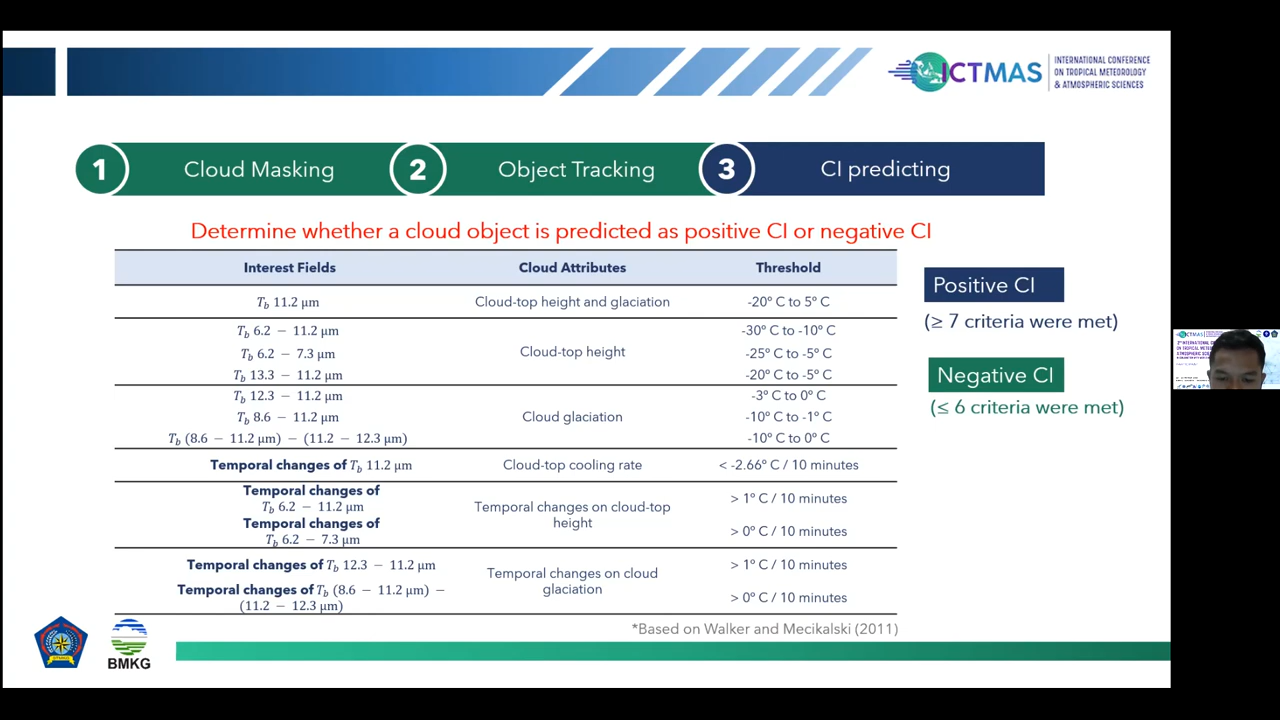 ICTMAS
INTERNATIONAL CONFERENCE
ON TROPICAL METEOROLOGY
& ATMOSPHERIC SCIENCES
1 Cloud Masking 2 Object Tracking 3 CI predicting
Determine whether a cloud object is predicted as positive CI or negative CI
Interest Fields Cloud Attributes Threshold
T_b 11.2 µm Cloud-top height and glaciation -20° C to 5° C
T_b 6.2 − 11.2 µm -30° C to -10° C
T_b 6.2 − 7.3 µm Cloud-top height -25° C to -5° C
T_b 13.3 − 11.2 µm -20° C to -5° C
T_b 12.3 − 11.2 µm -3° C to 0° C
T_b 8.6 − 11.2 µm Cloud glaciation -10° C to -1° C
T_b (8.6 − 11.2 µm) − (11.2 − 12.3 µm) -10° C to 0° C
Temporal changes of T_b 11.2 µm Cloud-top cooling rate < -2.66° C / 10 minutes
Temporal changes of
T_b 6.2 − 11.2 µm > 1° C / 10 minutes
Temporal changes on cloud-top
height
Temporal changes of
T_b 6.2 − 7.3 µm > 0° C / 10 minutes
Temporal changes of T_b 12.3 − 11.2 µm > 1° C / 10 minutes
Temporal changes on cloud
glaciation
Temporal changes of T_b (8.6 − 11.2 µm) −
(11.2 − 12.3 µm) > 0° C / 10 minutes
Positive CI
(≥ 7 criteria were met)
Negative CI
(≤ 6 criteria were met)
*Based on Walker and Mecikalski (2011)
BMKG